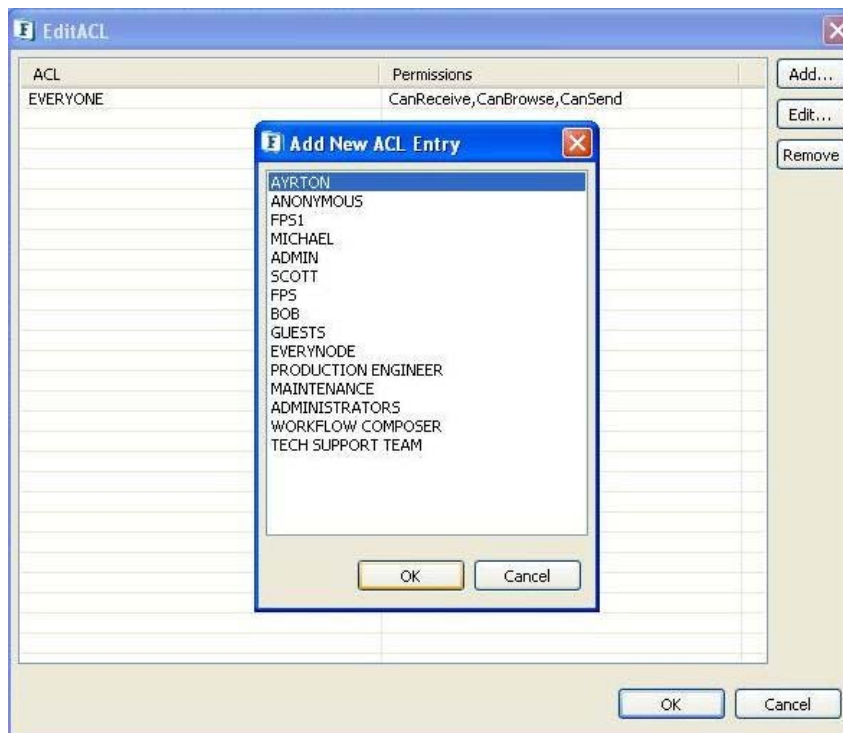 EditACL
ACL Permissions
EVERYONE CanReceive,CanBrowse,CanSend
Add...
Edit...
Remove
Add New ACL Entry
AYRTON
ANONYMOUS
FPS1
MICHAEL
ADMIN
SCOTT
FPS
BOB
GUESTS
EVERYNODE
PRODUCTION ENGINEER
MAINTENANCE
ADMINISTRATORS
WORKFLOW COMPOSER
TECH SUPPORT TEAM
OK Cancel
OK Cancel